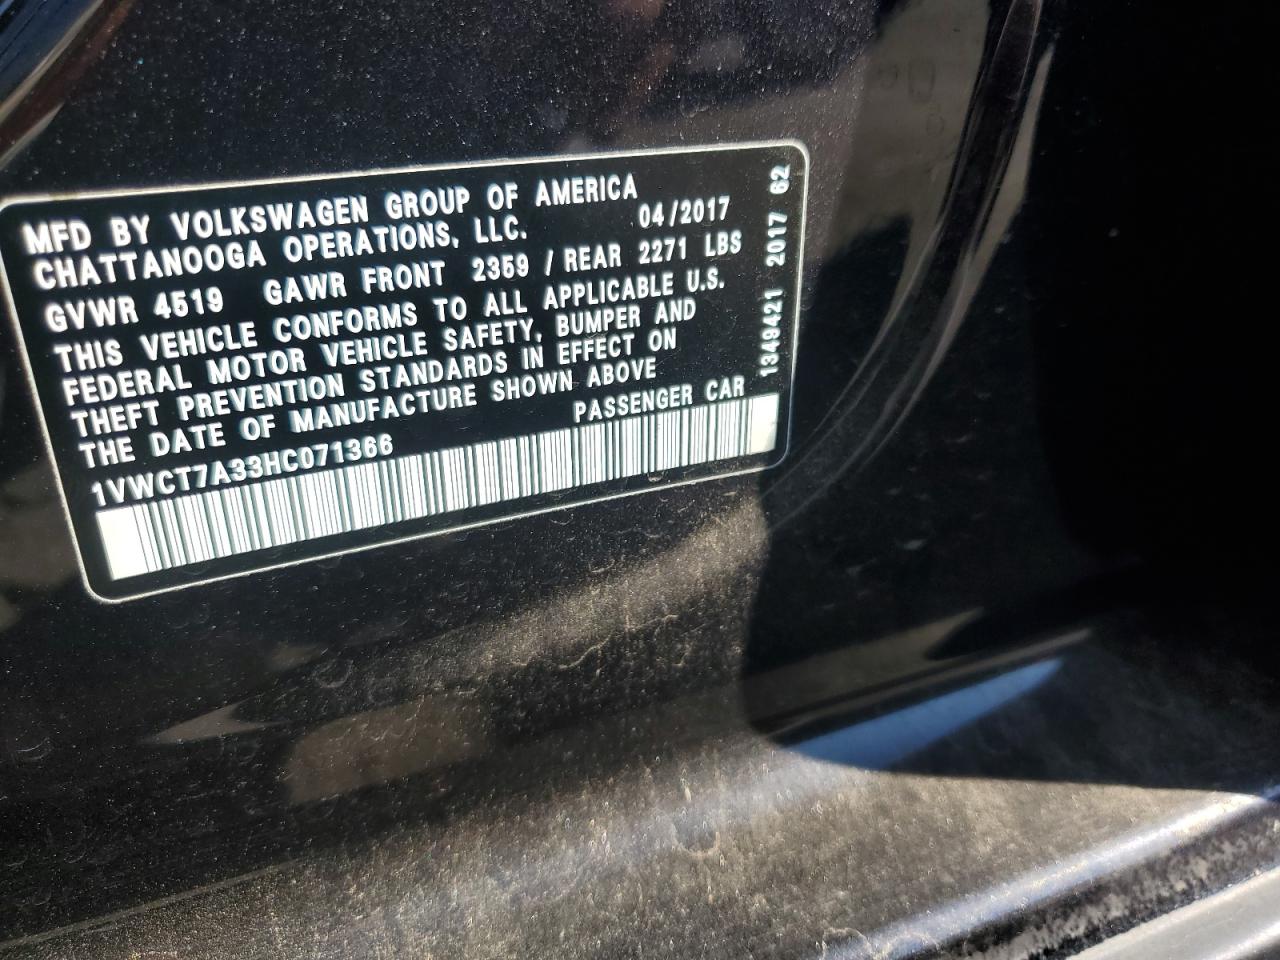 MFD BY VOLKSWAGEN GROUP OF AMERICA
CHATTANOOGA OPERATIONS, LLC. 04/2017
GVWR 4519 GAWR FRONT 2359 / REAR 2271 LBS
THIS VEHICLE CONFORMS TO ALL APPLICABLE U.S.
FEDERAL MOTOR VEHICLE SAFETY, BUMPER AND
THEFT PREVENTION STANDARDS IN EFFECT ON
THE DATE OF MANUFACTURE SHOWN ABOVE
1VWCT7A33HC071366 PASSENGER CAR
1349421 2017 62